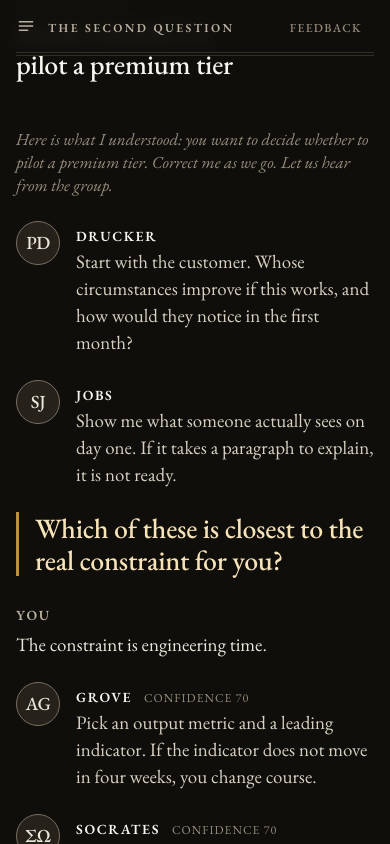 THE SECOND QUESTION
FEEDBACK
pilot a premium tier
Here is what I understood: you want to decide whether to
pilot a premium tier. Correct me as we go. Let us hear
from the group.
PD
DRUCKER
Start with the customer. Whose
circumstances improve if this works, and
how would they notice in the first
month?
SJ
JOBS
Show me what someone actually sees on
day one. If it takes a paragraph to explain,
it is not ready.
Which of these is closest to the
real constraint for you?
YOU
The constraint is engineering time.
AG
GROVE CONFIDENCE 70
Pick an output metric and a leading
indicator. If the indicator does not move
in four weeks, you change course.
ΣΩ
SOCRATES CONFIDENCE 70